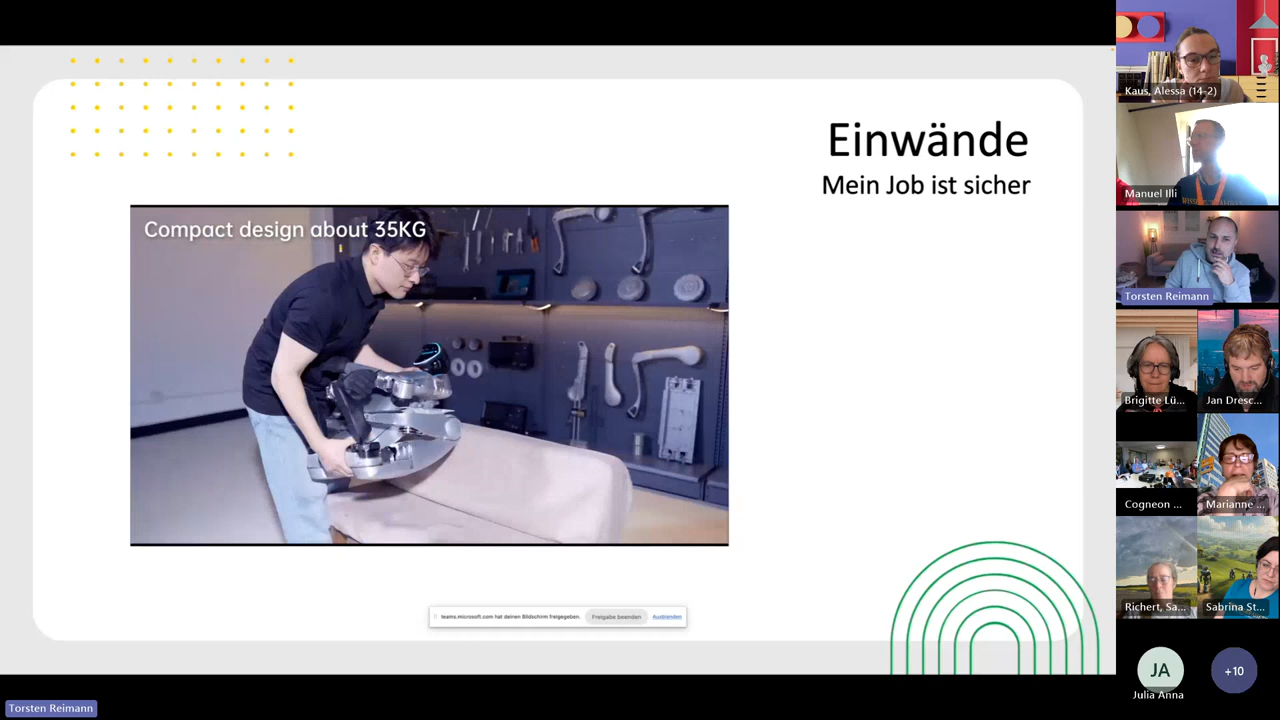 Einwände
Mein Job ist sicher
Compact design about 35KG
teams.microsoft.com hat deinen Bildschirm freigegeben.
Freigabe beenden
Ausblenden
Kaus, Alessa (14-2)
Manuel Illi
Torsten Reimann
Brigitte Lü...
Jan Dresc...
Cogneon ...
Marianne ...
Richert, Sa...
Sabrina St...
JA
Julia Anna
+10
Torsten Reimann